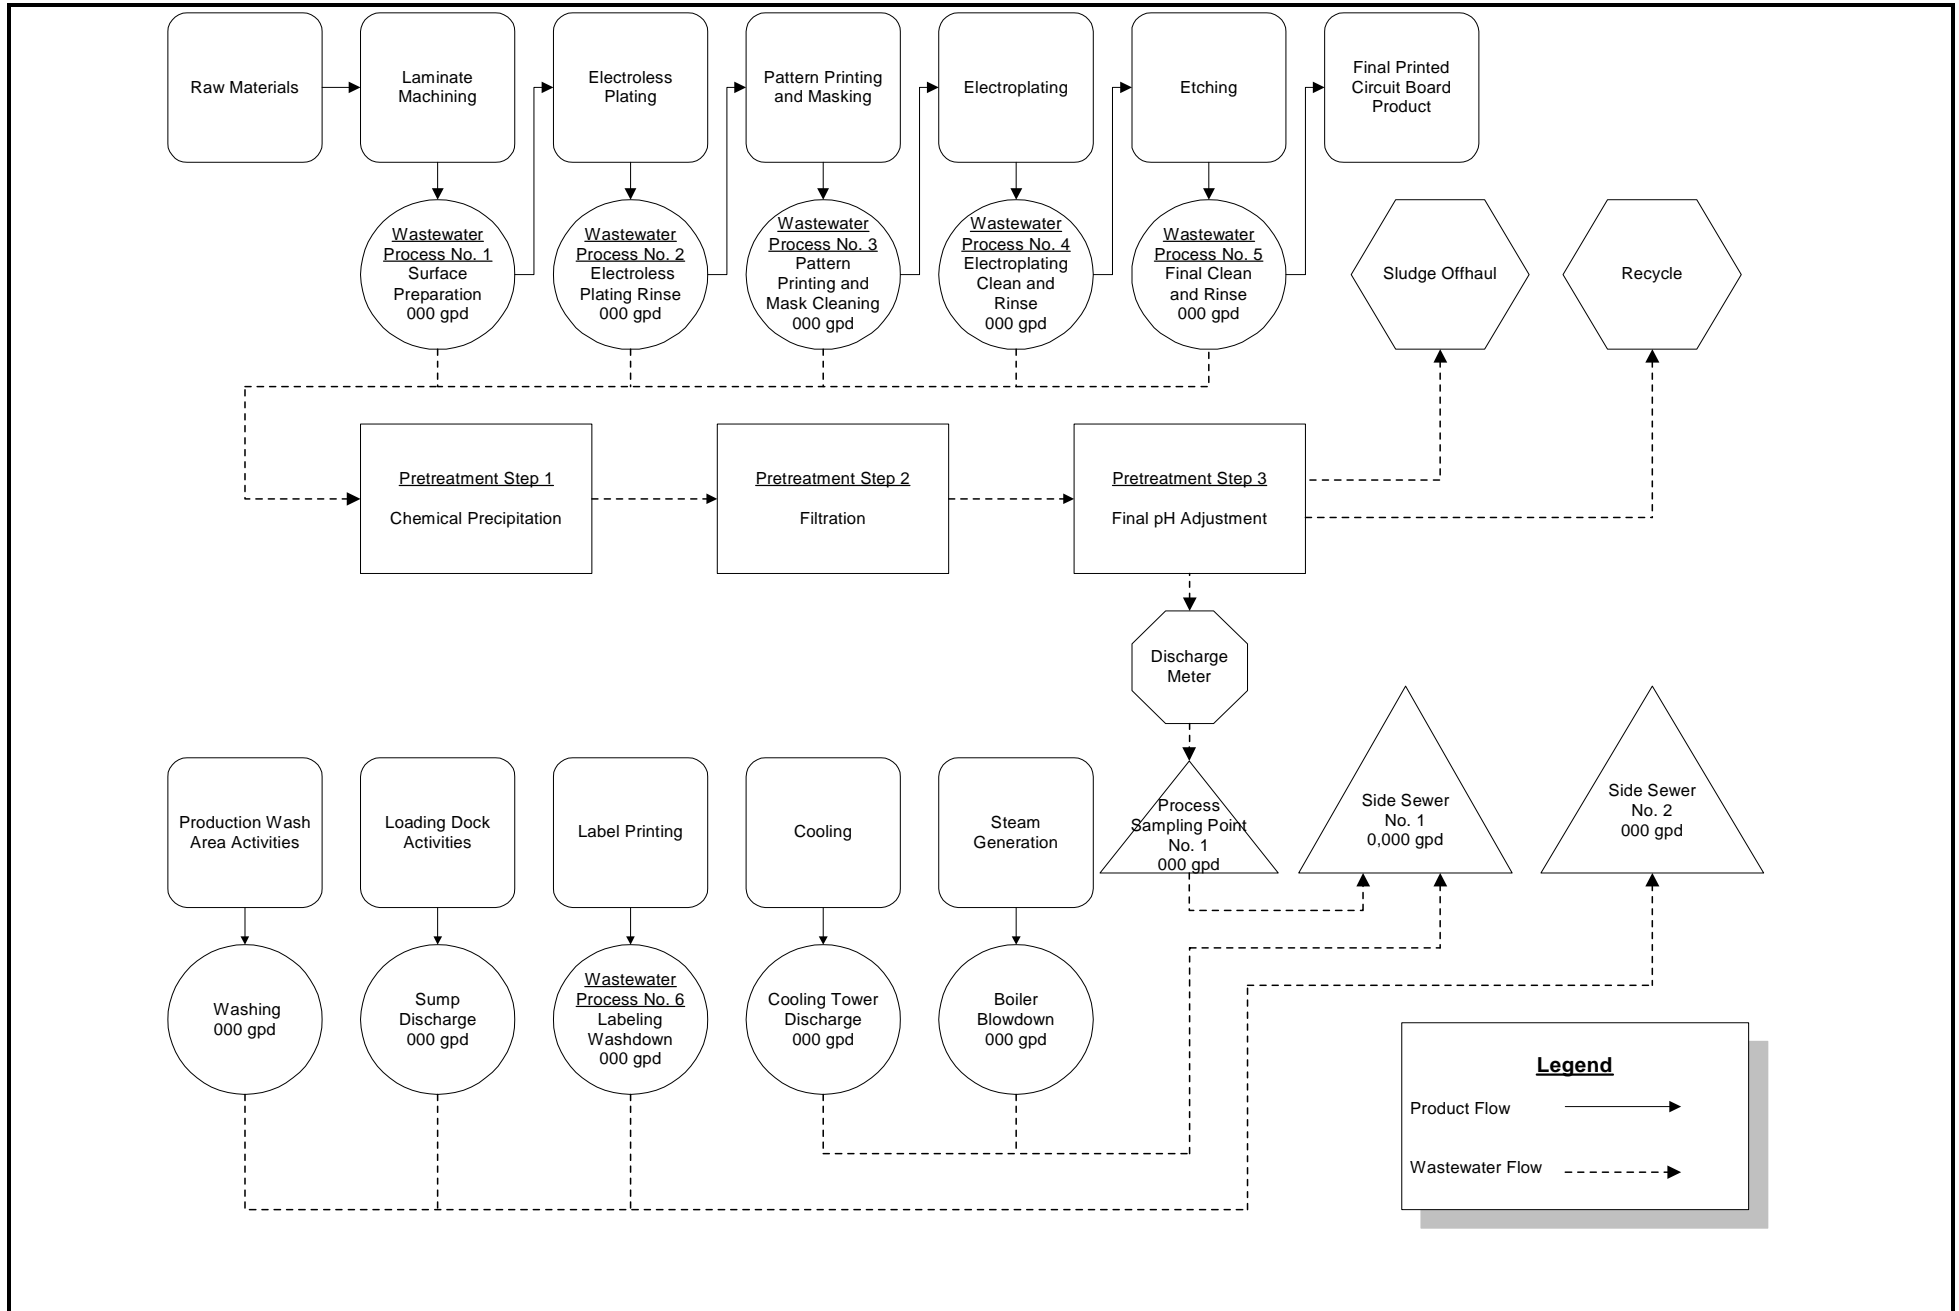 Raw Materials
Laminate
Machining
Electroless
Plating
Pattern Printing
and Masking
Electroplating
Etching
Final Printed
Circuit Board
Product
Wastewater
Process No. 1
Surface
Preparation
000 gpd
Wastewater
Process No. 2
Electroless
Plating Rinse
000 gpd
Wastewater
Process No. 3
Pattern
Printing and
Mask Cleaning
000 gpd
Wastewater
Process No. 4
Electroplating
Clean and
Rinse
000 gpd
Wastewater
Process No. 5
Final Clean
and Rinse
000 gpd
Sludge Offhaul
Recycle
Pretreatment Step 1
Chemical Precipitation
Pretreatment Step 2
Filtration
Pretreatment Step 3
Final pH Adjustment
Discharge
Meter
Production Wash
Area Activities
Loading Dock
Activities
Label Printing
Cooling
Steam
Generation
Process
Sampling Point
No. 1
000 gpd
Side Sewer
No. 1
0,000 gpd
Side Sewer
No. 2
000 gpd
Washing
000 gpd
Sump
Discharge
000 gpd
Wastewater
Process No. 6
Labeling
Washdown
000 gpd
Cooling Tower
Discharge
000 gpd
Boiler
Blowdown
000 gpd
Legend
Product Flow
Wastewater Flow